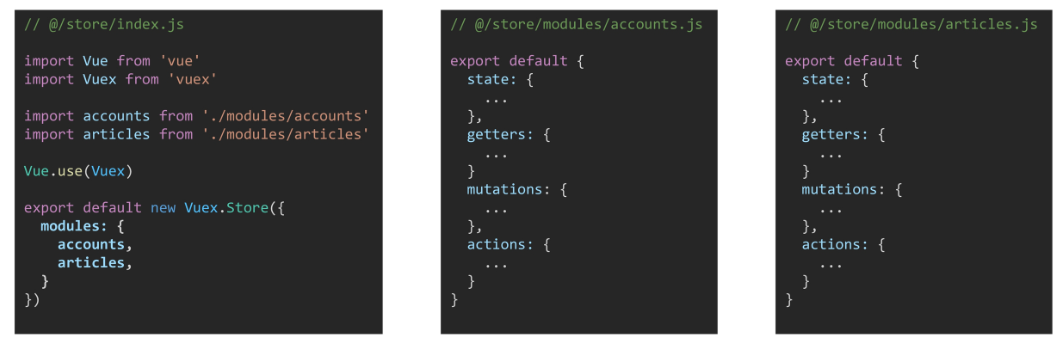 // @/store/index.js
import Vue from 'vue'
import Vuex from 'vuex'
import accounts from './modules/accounts'
import articles from './modules/articles'
Vue.use(Vuex)
export default new Vuex.Store({
  modules: {
    accounts,
    articles,
  }
})
// @/store/modules/accounts.js
export default {
  state: {
    ...
  },
  getters: {
    ...
  }
  mutations: {
    ...
  },
  actions: {
    ...
  }
}
// @/store/modules/articles.js
export default {
  state: {
    ...
  },
  getters: {
    ...
  }
  mutations: {
    ...
  },
  actions: {
    ...
  }
}